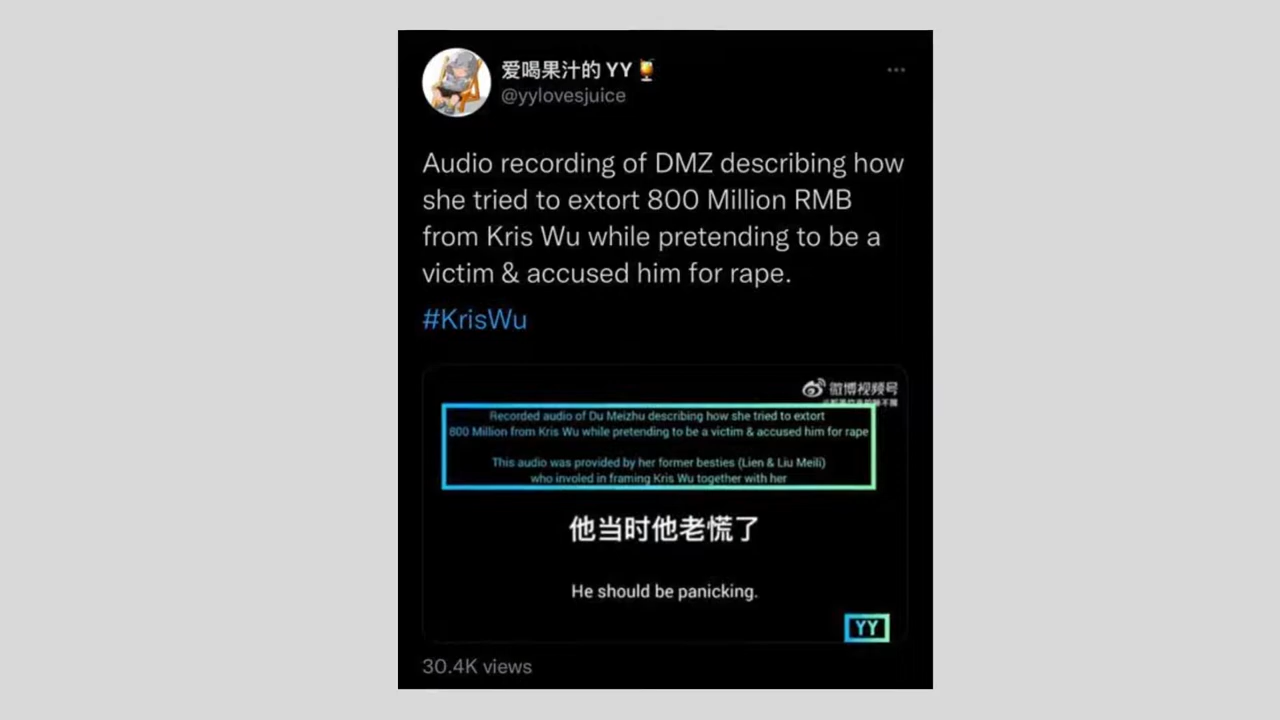 爱喝果汁的 YY
@yylovesjuice
Audio recording of DMZ describing how
she tried to extort 800 Million RMB
from Kris Wu while pretending to be a
victim & accused him for rape.
#KrisWu
微博视频号
Recorded audio of Du Meizhu describing how she tried to extort
800 Million from Kris Wu while pretending to be a victim & accused him for rape
This audio was provided by her former besties (Lien & Liu Meili)
who involed in framing Kris Wu together with her
他当时他老慌了
He should be panicking.
YY
30.4K views